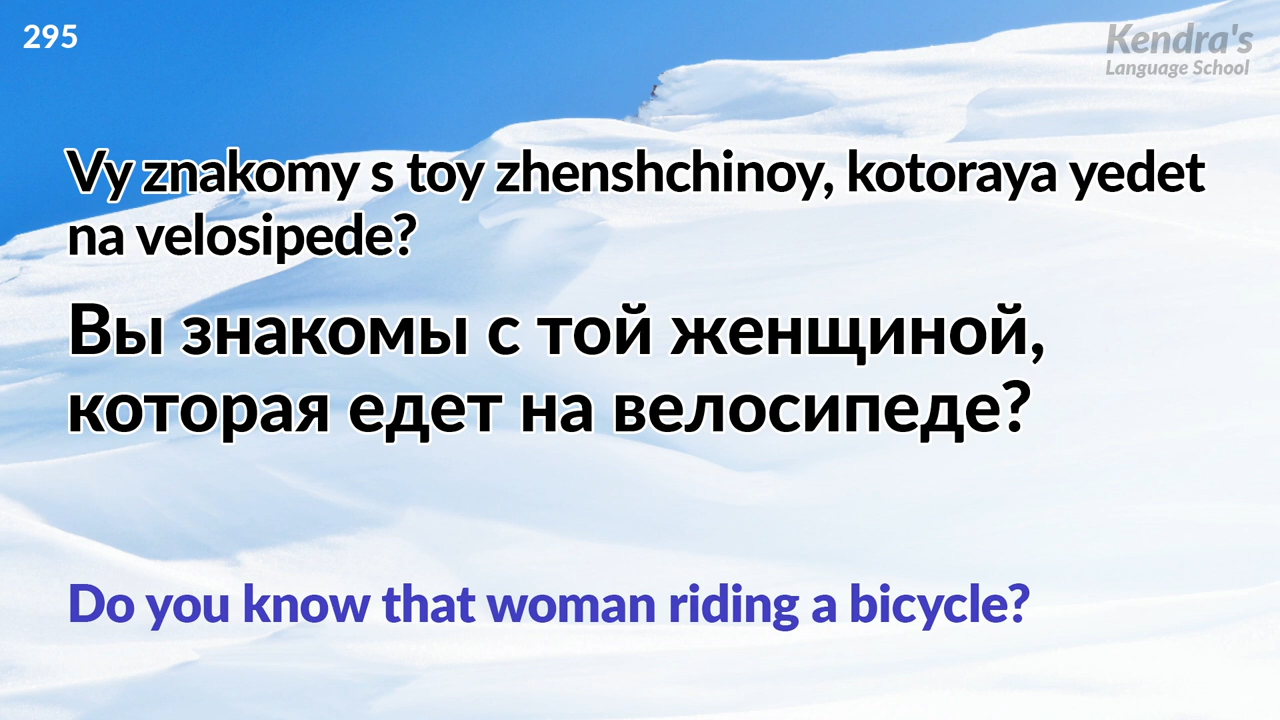 295
Kendra's
Language School
Vy znakomy s toy zhenshchinoy, kotoraya yedet
na velosipede?
Вы знакомы с той женщиной,
которая едет на велосипеде?
Do you know that woman riding a bicycle?